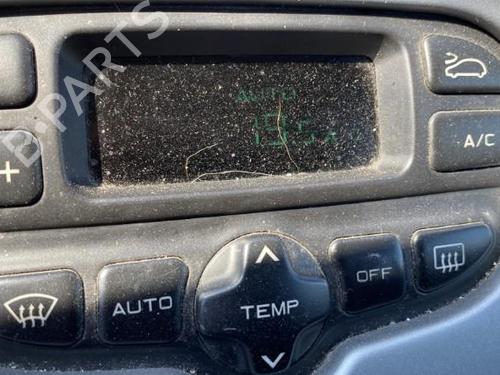 B-PARTS
AUTO
A/C
+
AUTO
TEMP
OFF